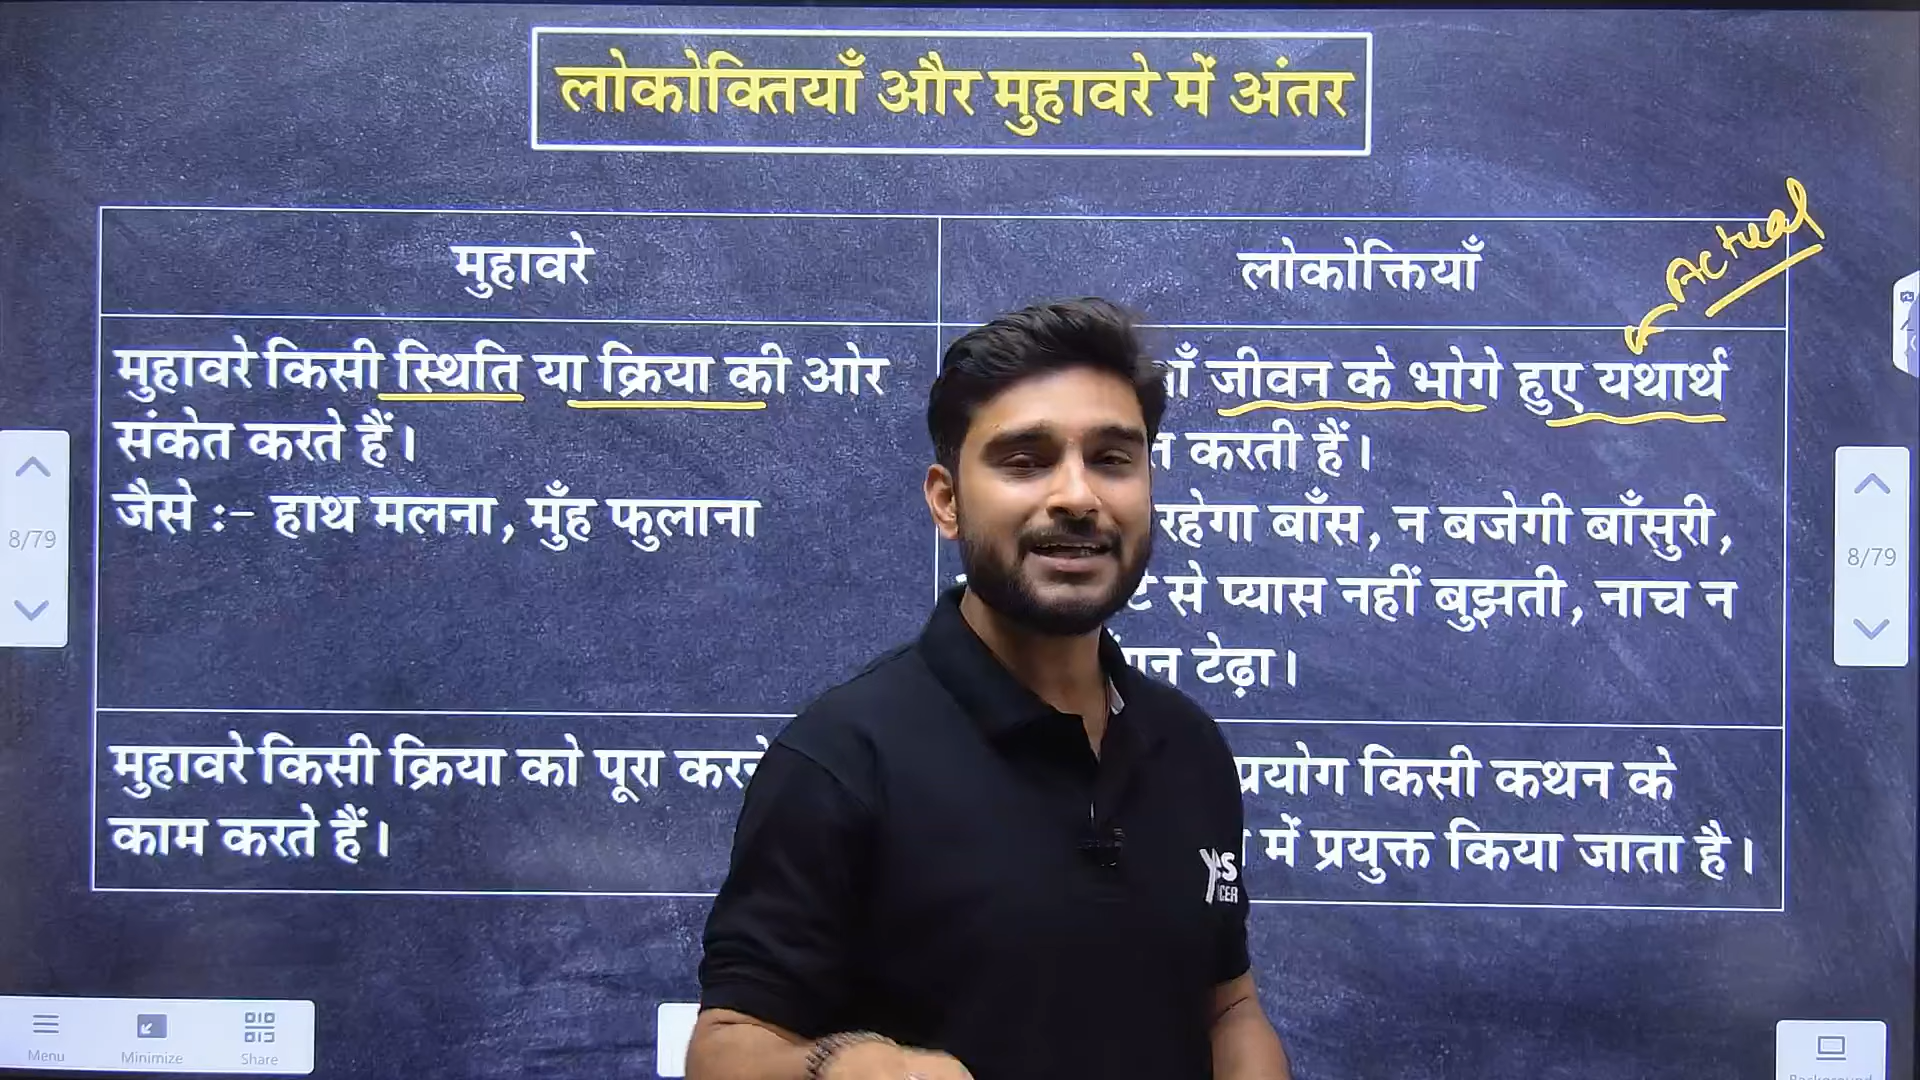 लोकोक्तियाँ और मुहावरे में अंतर
मुहावरे
लोकोक्तियाँ
Actual
मुहावरे किसी स्थिति या क्रिया की ओर
संकेत करते हैं।
जैसे :- हाथ मलना, मुँह फुलाना
जीवन के भोगे हुए यथार्थ
करती हैं।
रहेगा बाँस, न बजेगी बाँसुरी,
से प्यास नहीं बुझती, नाच न
टेढ़ा।
मुहावरे किसी क्रिया को पूरा
काम करते हैं।
प्रयोग किसी कथन के
में प्रयुक्त किया जाता है।
8/79
8/79
Menu
Minimize
Share